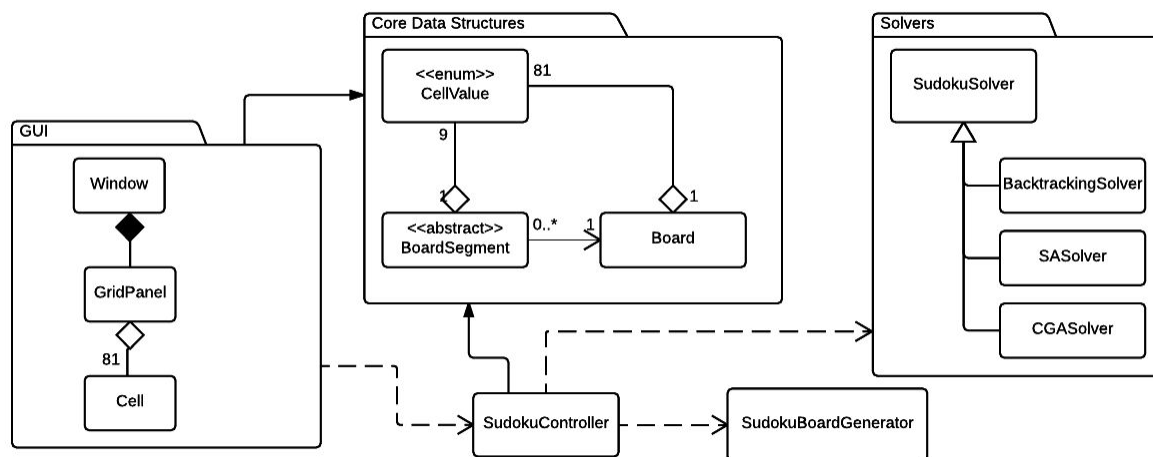 Core Data Structures
Solvers
<<enum>>
CellValue
81
9
1
1
<<abstract>>
BoardSegment
0..*
1
Board
SudokuSolver
BacktrackingSolver
SASolver
CGASolver
GUI
Window
GridPanel
81
Cell
SudokuController
SudokuBoardGenerator